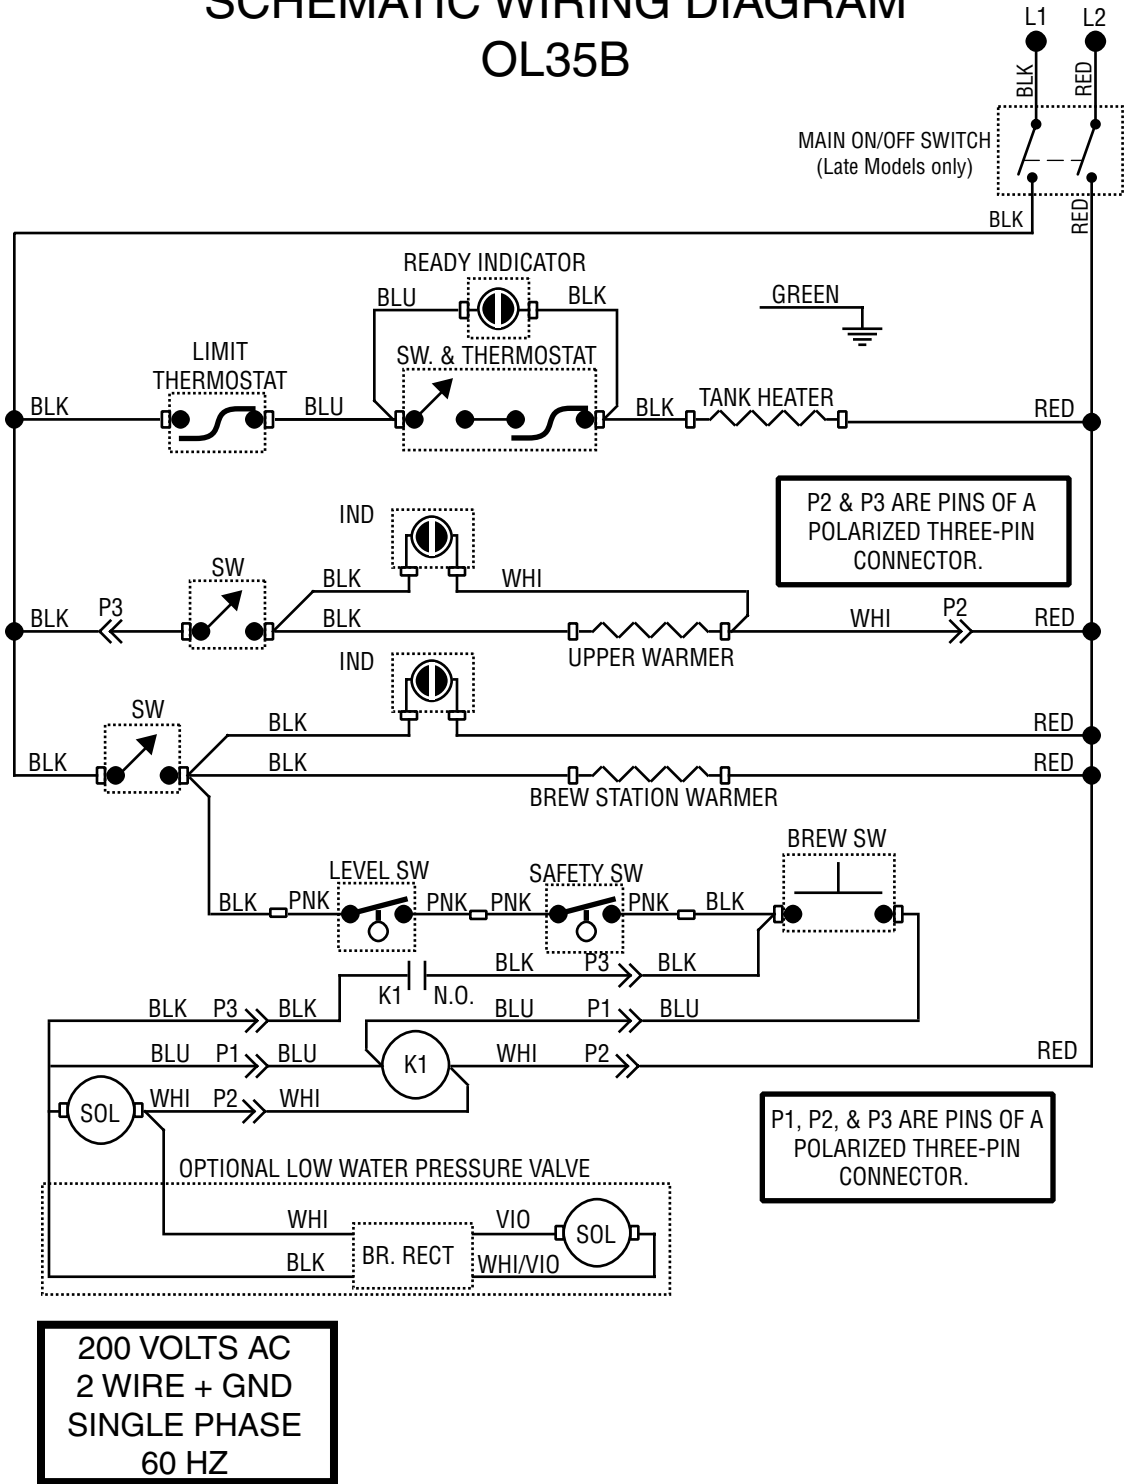 SCHEMATIC WIRING DIAGRAM
OL35B
L1 L2
BLK RED
MAIN ON/OFF SWITCH
(Late Models only)
BLK RED
READY INDICATOR
BLU BLK
GREEN
LIMIT
THERMOSTAT
SW. & THERMOSTAT
BLK BLU BLK TANK HEATER RED
P2 & P3 ARE PINS OF A
POLARIZED THREE-PIN
CONNECTOR.
IND
SW
BLK WHI
BLK P3 BLK WHI P2 RED
UPPER WARMER
IND
SW
BLK RED
BLK BLK RED
BREW STATION WARMER
BREW SW
LEVEL SW SAFETY SW
BLK PNK PNK PNK PNK BLK
BLK P3 BLK
K1 N.O.
BLK P3 BLK BLU P1 BLU
BLU P1 BLU K1 WHI P2 RED
SOL WHI P2 WHI
P1, P2, & P3 ARE PINS OF A
POLARIZED THREE-PIN
CONNECTOR.
OPTIONAL LOW WATER PRESSURE VALVE
WHI VIO SOL
BR. RECT
BLK WHI/VIO
200 VOLTS AC
2 WIRE + GND
SINGLE PHASE
60 HZ